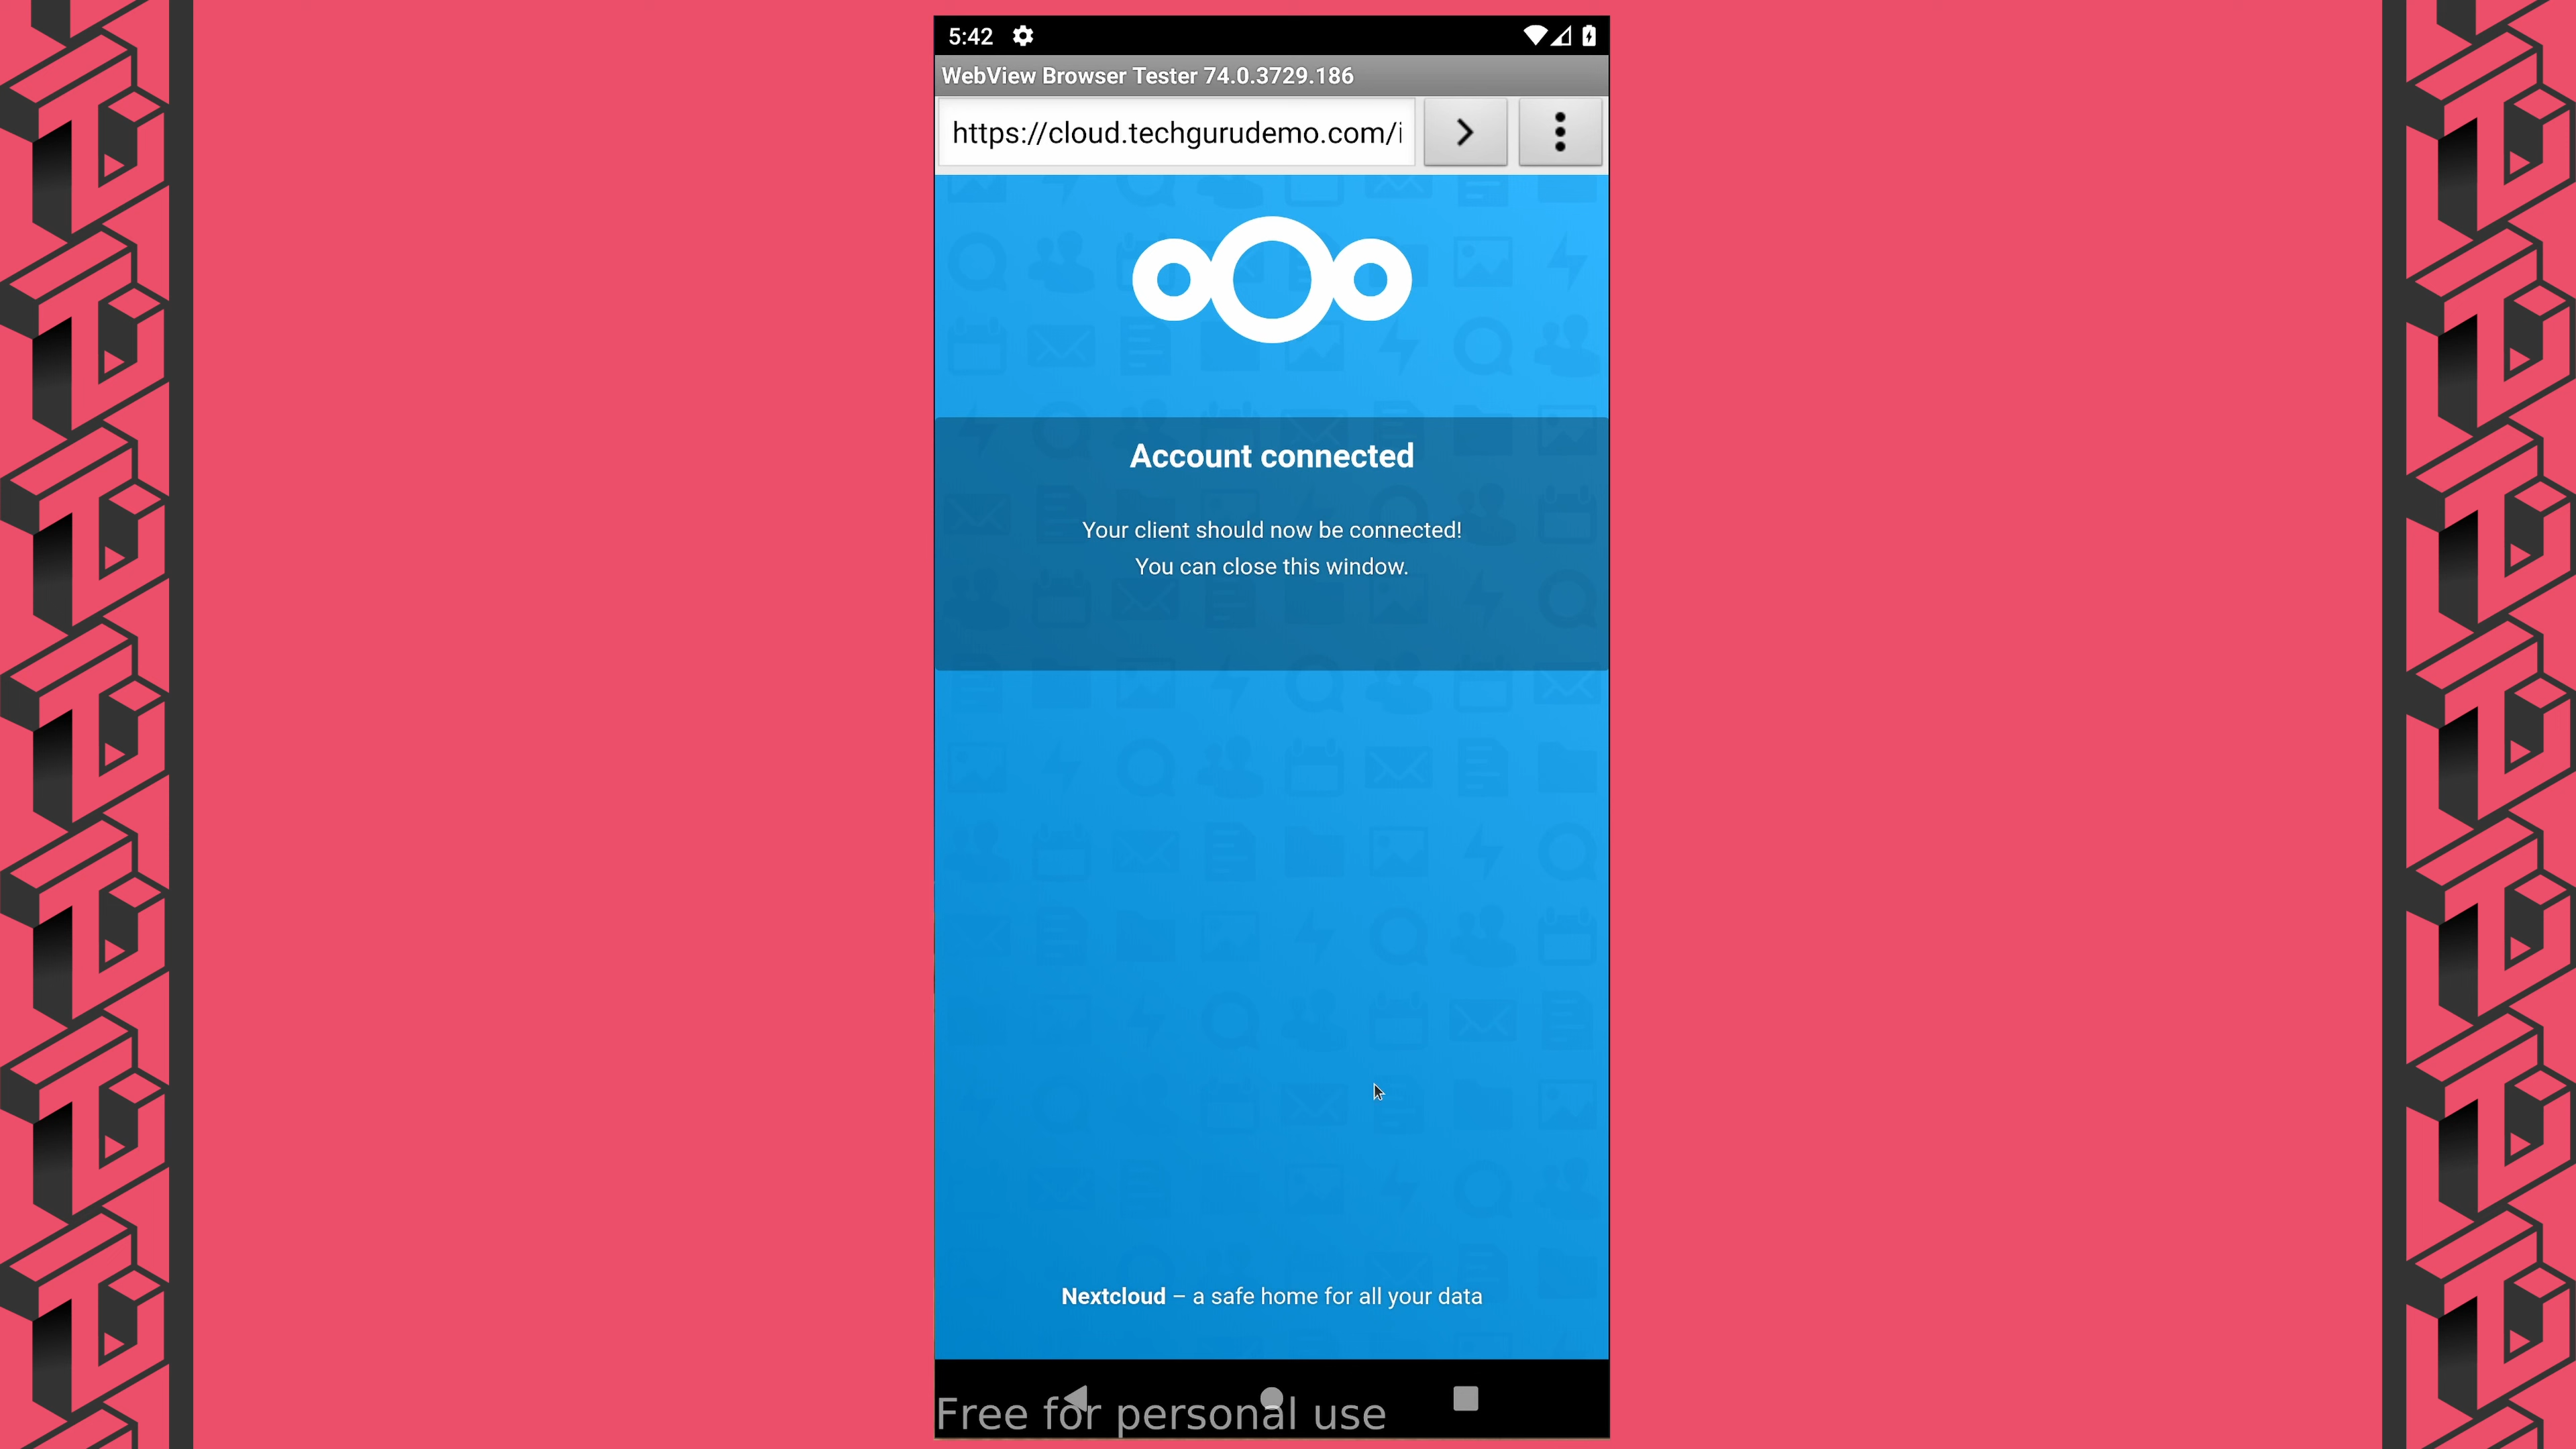 5:42
WebView Browser Tester 74.0.3729.186
https://cloud.techgurudemo.com/i
Account connected
Your client should now be connected!
You can close this window.
Nextcloud – a safe home for all your data
Free for personal use